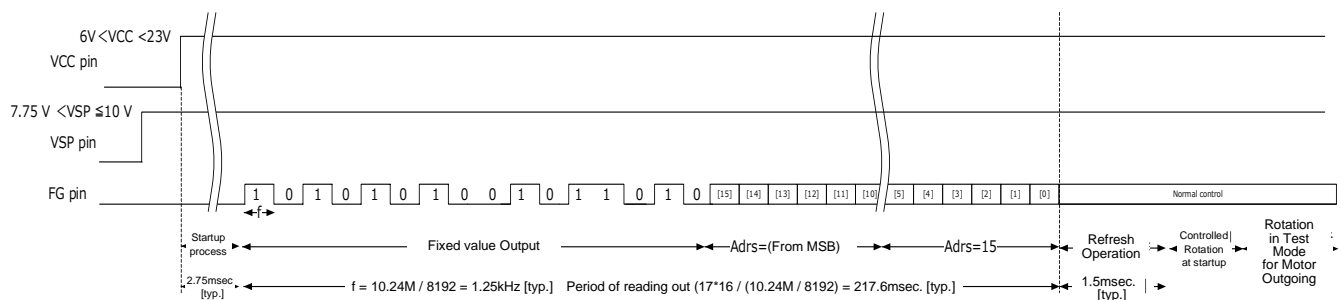 6V<VCC <23V
VCC pin
7.75 V <VSP ≦10 V
VSP pin
FG pin
1 0 1 0 1 0 1 0 0 1 0 1 1 0 1 0 [15] [14] [13] [12] [11] [10] [5] [4] [3] [2] [1] [0] Normal control
f
Startup
process
Fixed value Output
Adrs=(From MSB)
Adrs=15
Refresh
Operation
Controlled
Rotation
at startup
Rotation
in Test
Mode
for Motor
Outgoing
2.75msec
[typ.]
f = 10.24M / 8192 = 1.25kHz [typ.] Period of reading out (17*16 / (10.24M / 8192) = 217.6msec. [typ.]
1.5msec.
[typ.]